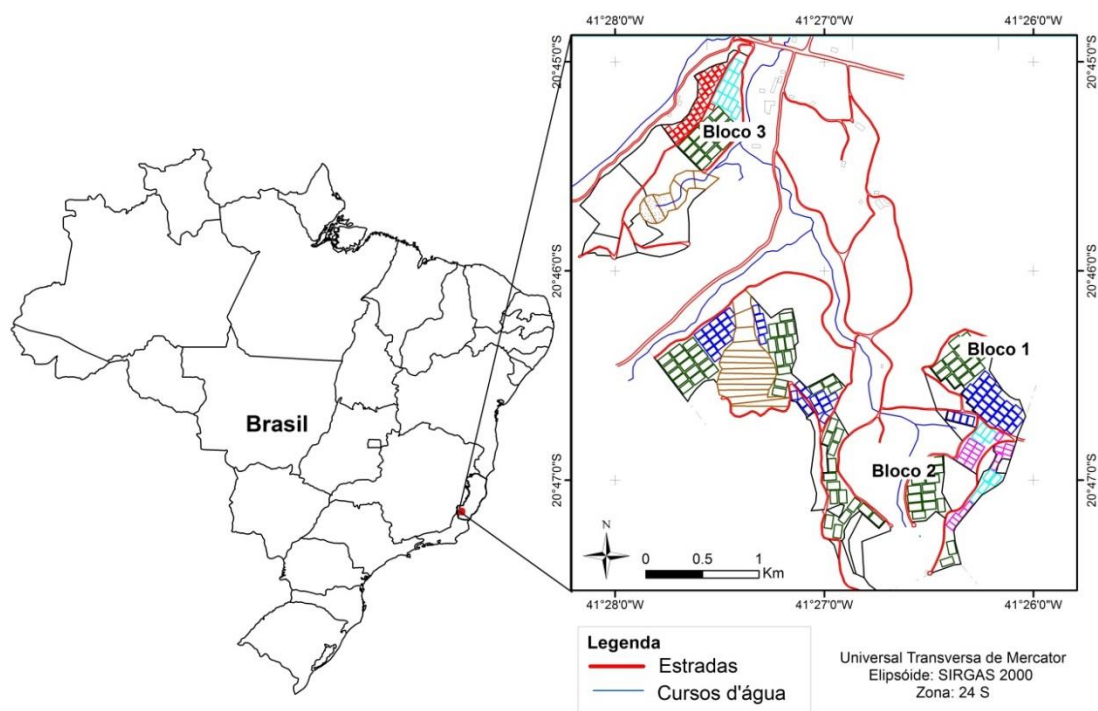 41°28'0"W 41°27'0"W 41°26'0"W
20°45'0"S 20°45'0"S
Bloco 3
20°46'0"S 20°46'0"S
Bloco 1
Brasil
Bloco 2
20°47'0"S 20°47'0"S
N
0 0.5 1
Km
41°28'0"W 41°27'0"W 41°26'0"W
Legenda
Estradas
Cursos d'água
Universal Transversa de Mercator
Elipsóide: SIRGAS 2000
Zona: 24 S